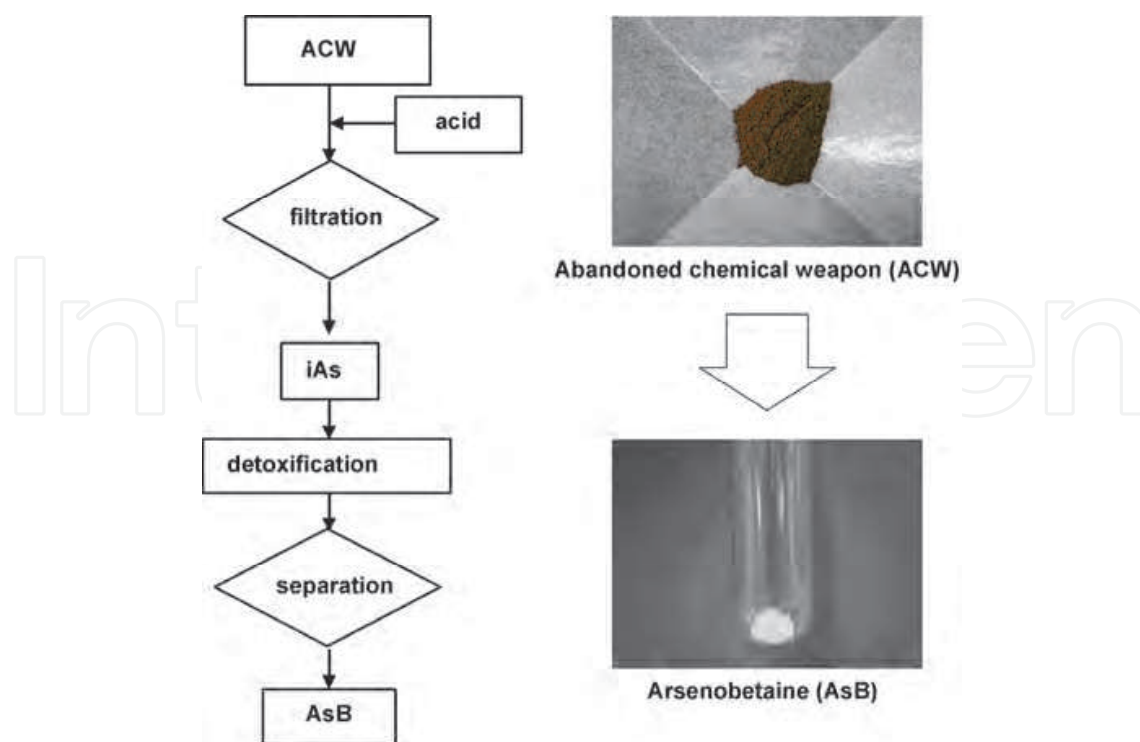 ACW
acid
filtration
iAs
detoxification
separation
AsB
Abandoned chemical weapon (ACW)
Arsenobetaine (AsB)